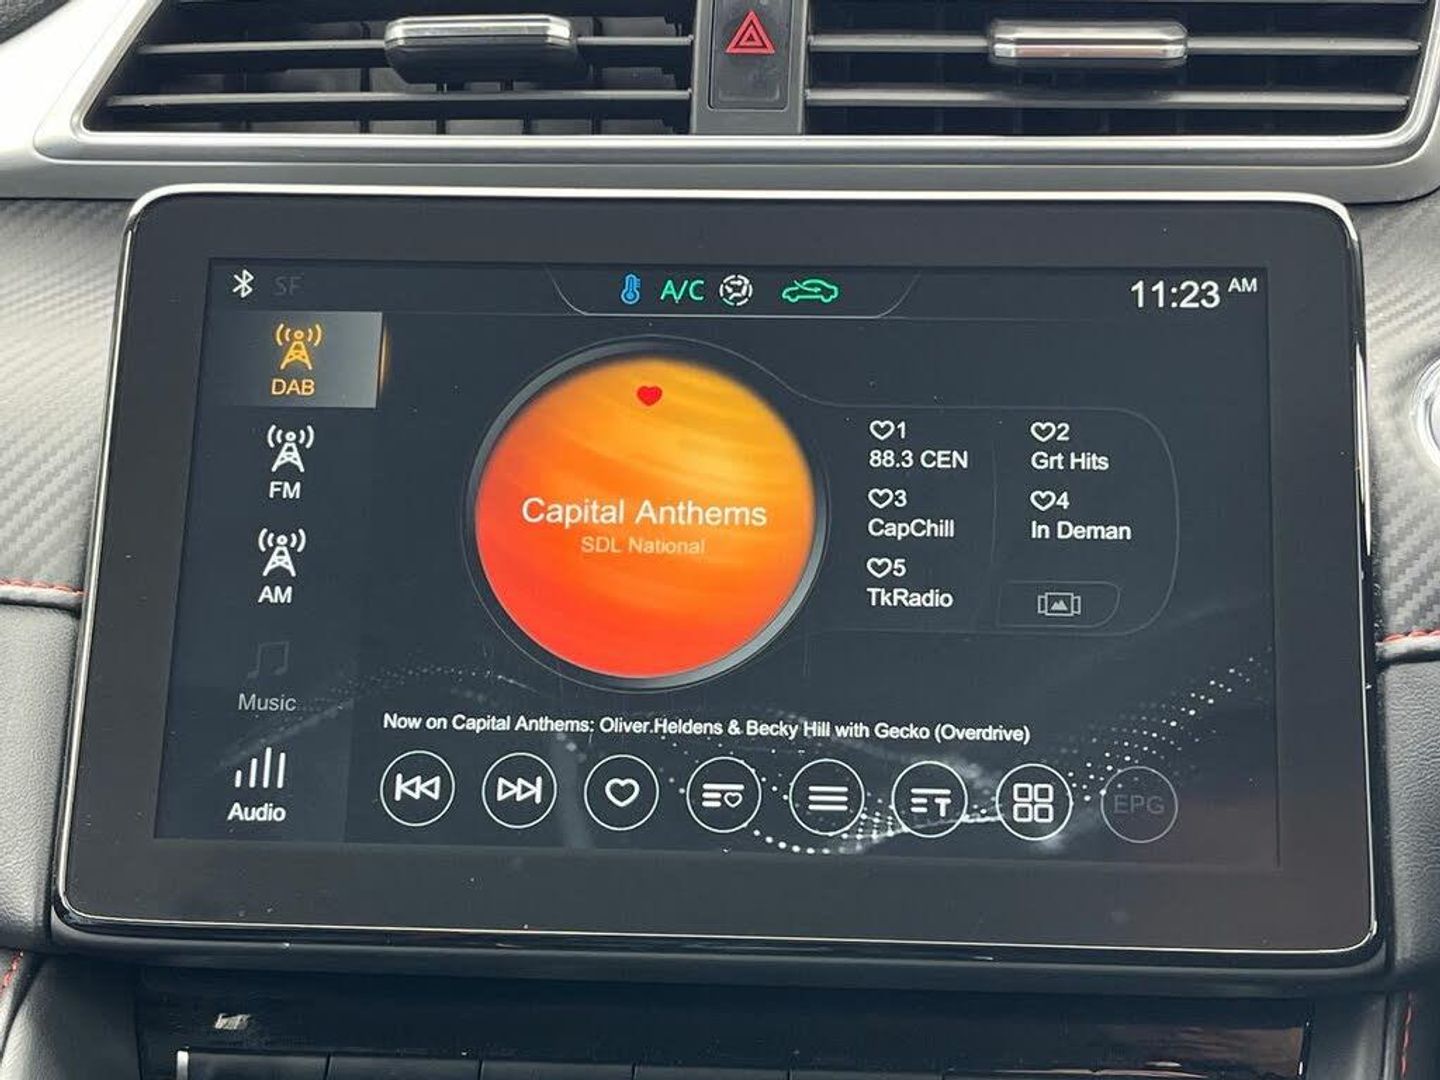 SF
A/C
11:23 AM
DAB
FM
AM
Music
Audio
Capital Anthems
SDL National
1
88.3 CEN
2
Grt Hits
3
CapChill
4
In Deman
5
TkRadio
Now on Capital Anthems: Oliver Heldens & Becky Hill with Gecko (Overdrive)
T
EPG